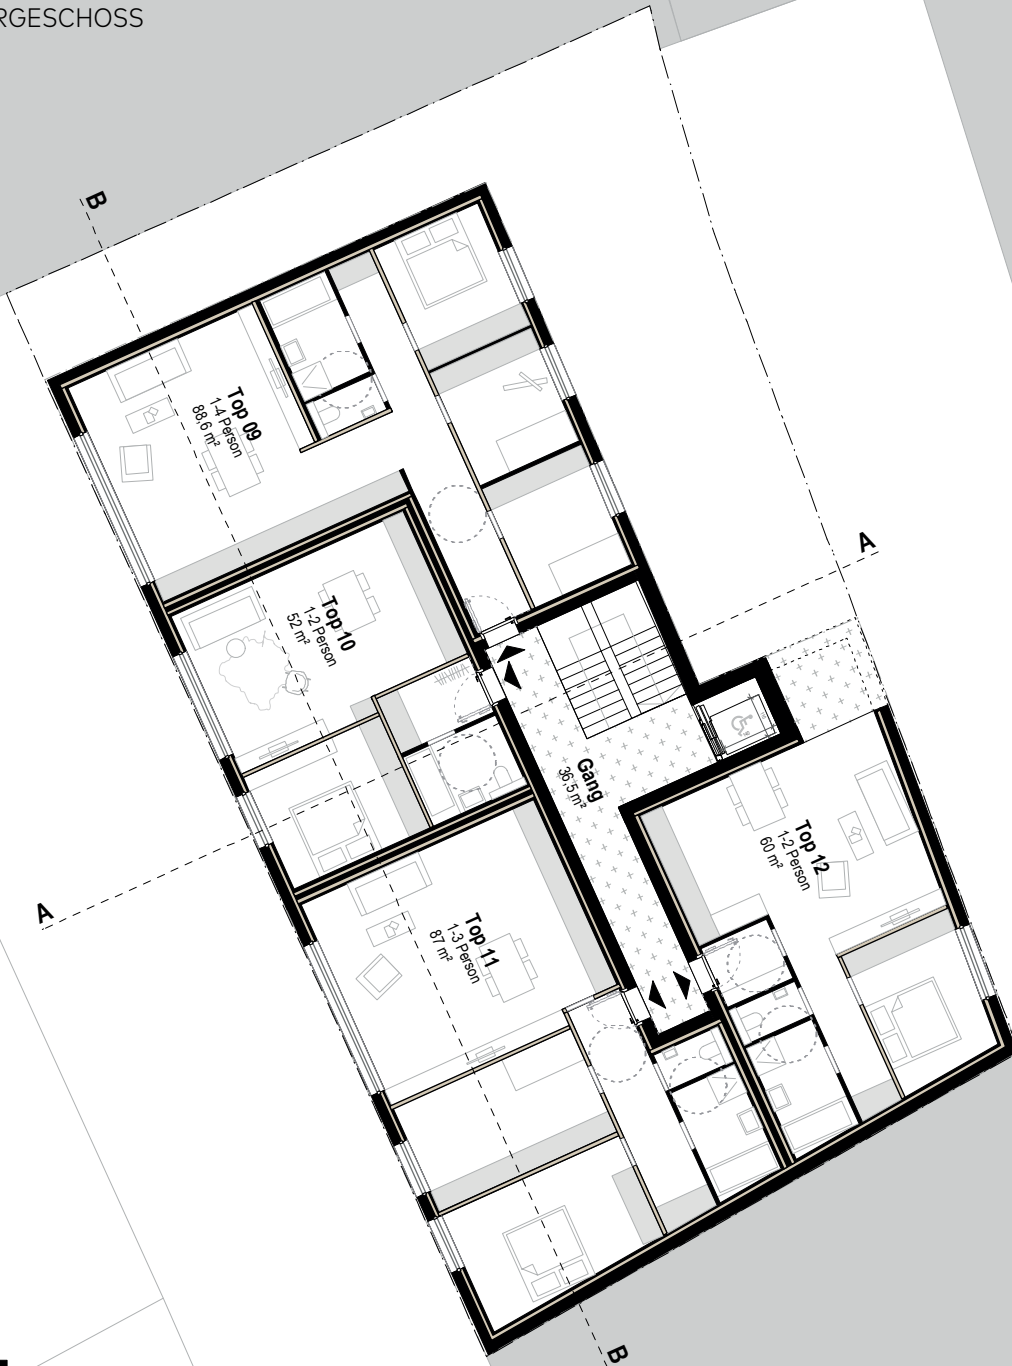 RGESCHOSS
B
Top 09
1-4 Person
88,6 m²
A
Top 10
1-2 Person
52 m²
Gang
36,5 m²
Top 12
1-2 Person
60 m²
A
Top 11
1-3 Person
87 m²
B